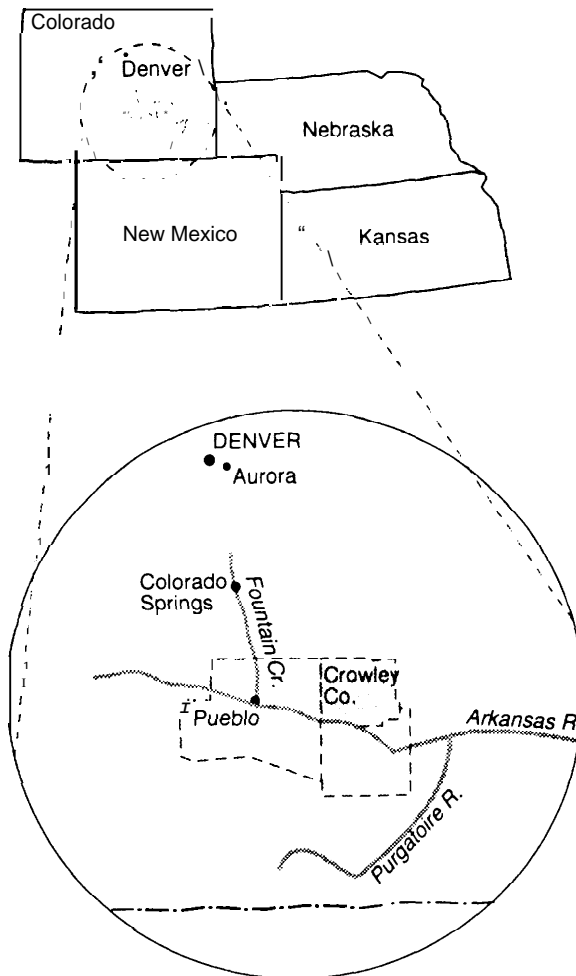 Colorado
Denver
Nebraska
New Mexico
Kansas
DENVER
Aurora
Colorado
Springs
Fountain Cr.
Crowley
Co.
Pueblo
Arkansas R
Purgatoire R.